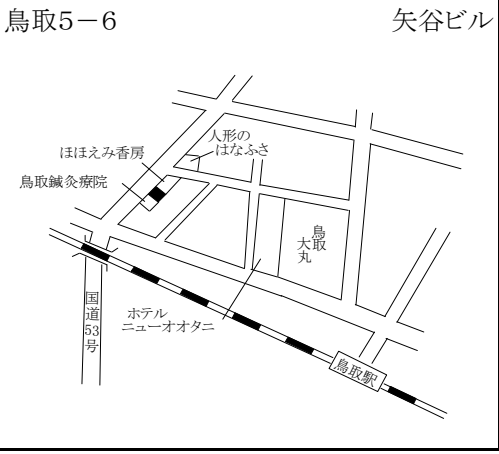 鳥取5－6
矢谷ビル
人形の
はなふさ
ほほえみ香房
鳥取鍼灸療院
鳥取
大丸
国道53号
ホテル
ニューオオタニ
鳥取駅